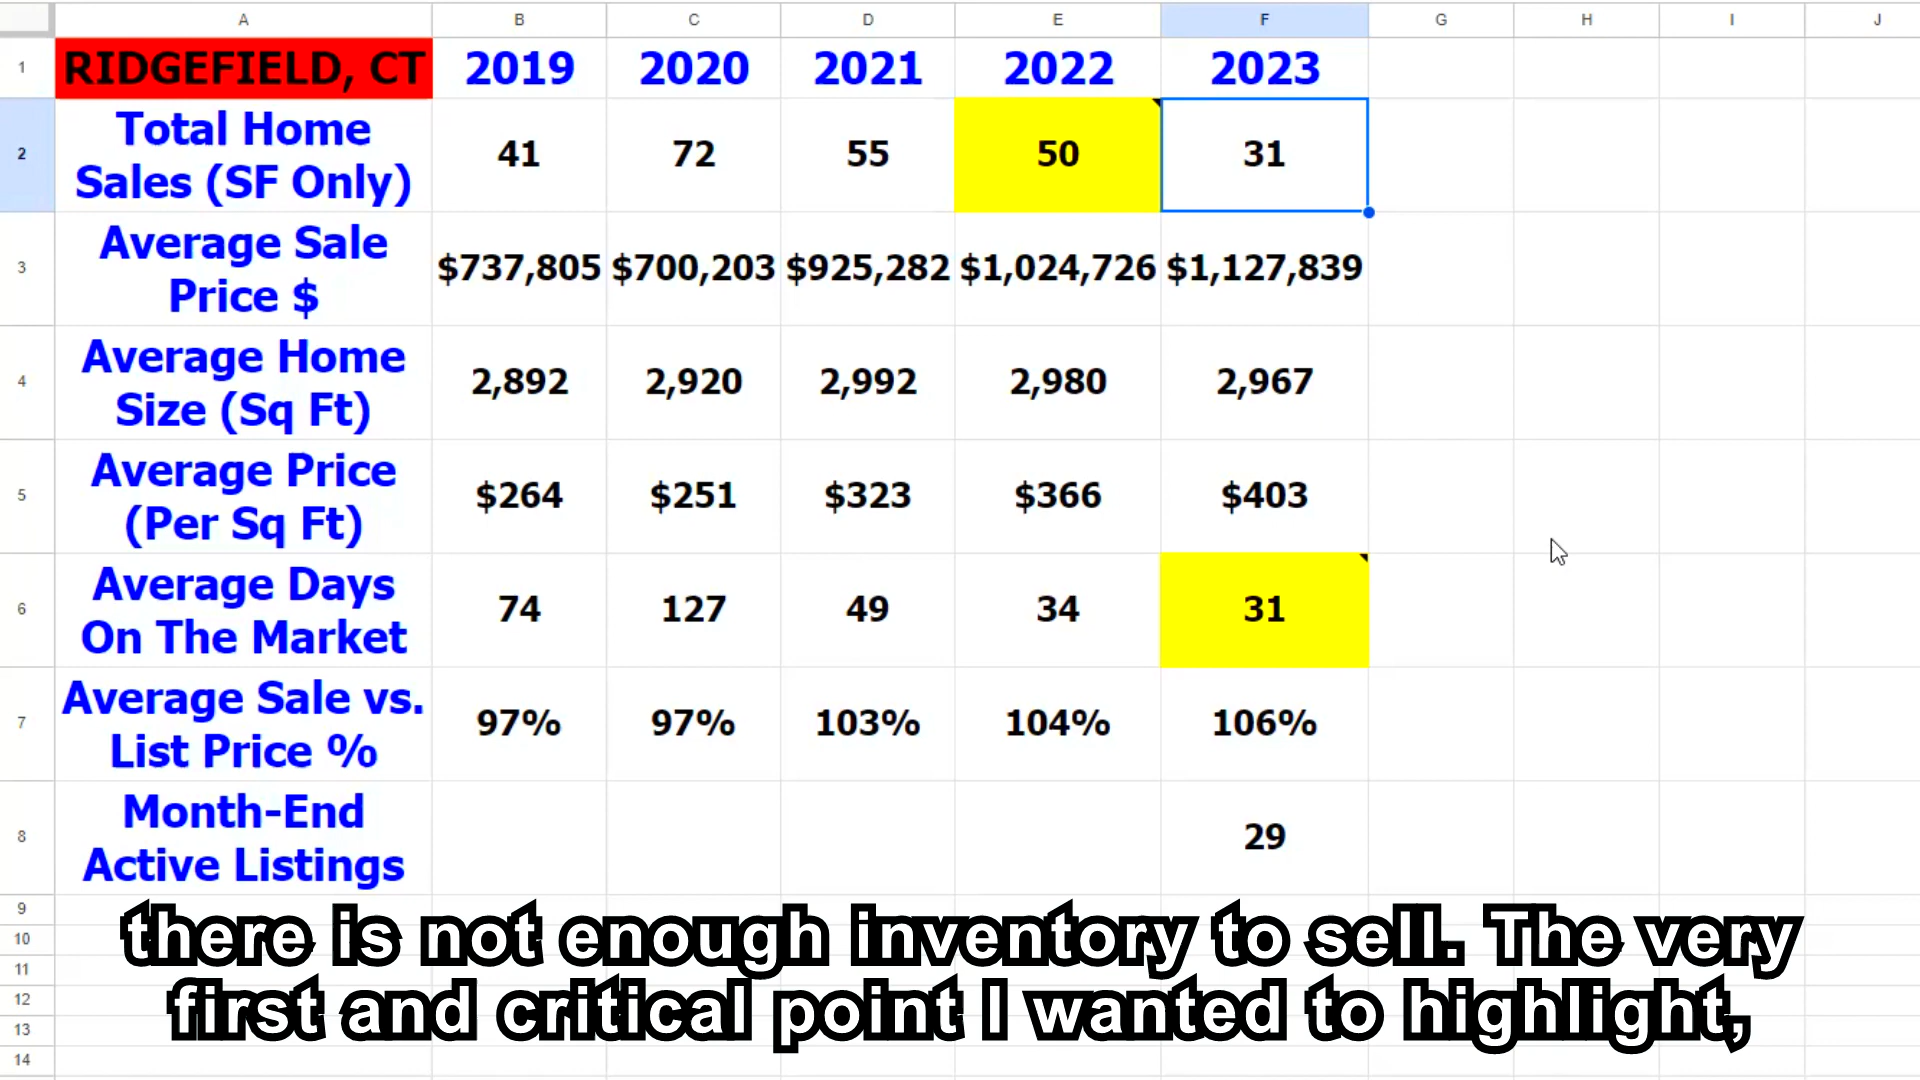 A B C D E F G H I J
1 RIDGEFIELD, CT 2019 2020 2021 2022 2023
Total Home
2 Sales (SF Only) 41 72 55 50 31
Average Sale
3 Price $ $737,805 $700,203 $925,282 $1,024,726 $1,127,839
Average Home
4 Size (Sq Ft) 2,892 2,920 2,992 2,980 2,967
Average Price
5 (Per Sq Ft) $264 $251 $323 $366 $403
Average Days
6 On The Market 74 127 49 34 31
Average Sale vs.
7 List Price % 97% 97% 103% 104% 106%
Month-End
8 Active Listings 29
9
10
11
12
13
14
there is not enough inventory to sell. The very
first and critical point I wanted to highlight,